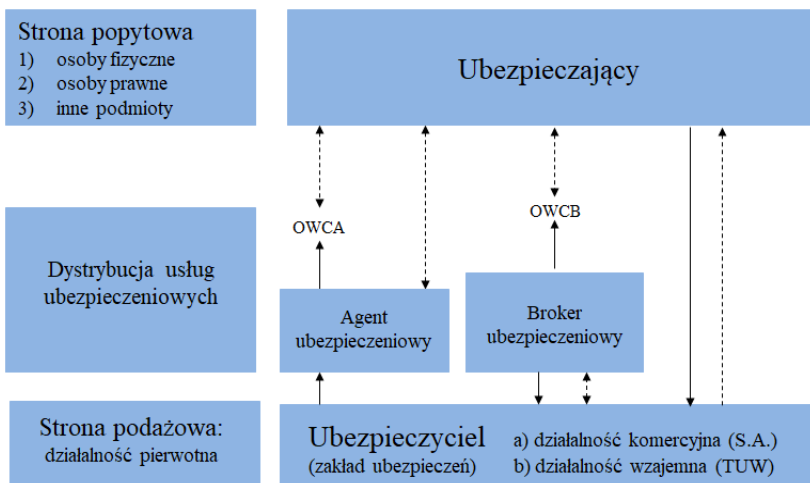 Strona popytowa
1) osoby fizyczne
2) osoby prawne
3) inne podmioty
Ubezpieczający
OWCA
OWCB
Dystrybucja usług
ubezpieczeniowych
Agent
ubezpieczeniowy
Broker
ubezpieczeniowy
Strona podażowa:
działalność pierwotna
Ubezpieczyciel
(zakład ubezpieczeń)
a) działalność komercyjna (S.A.)
b) działalność wzajemna (TUW)